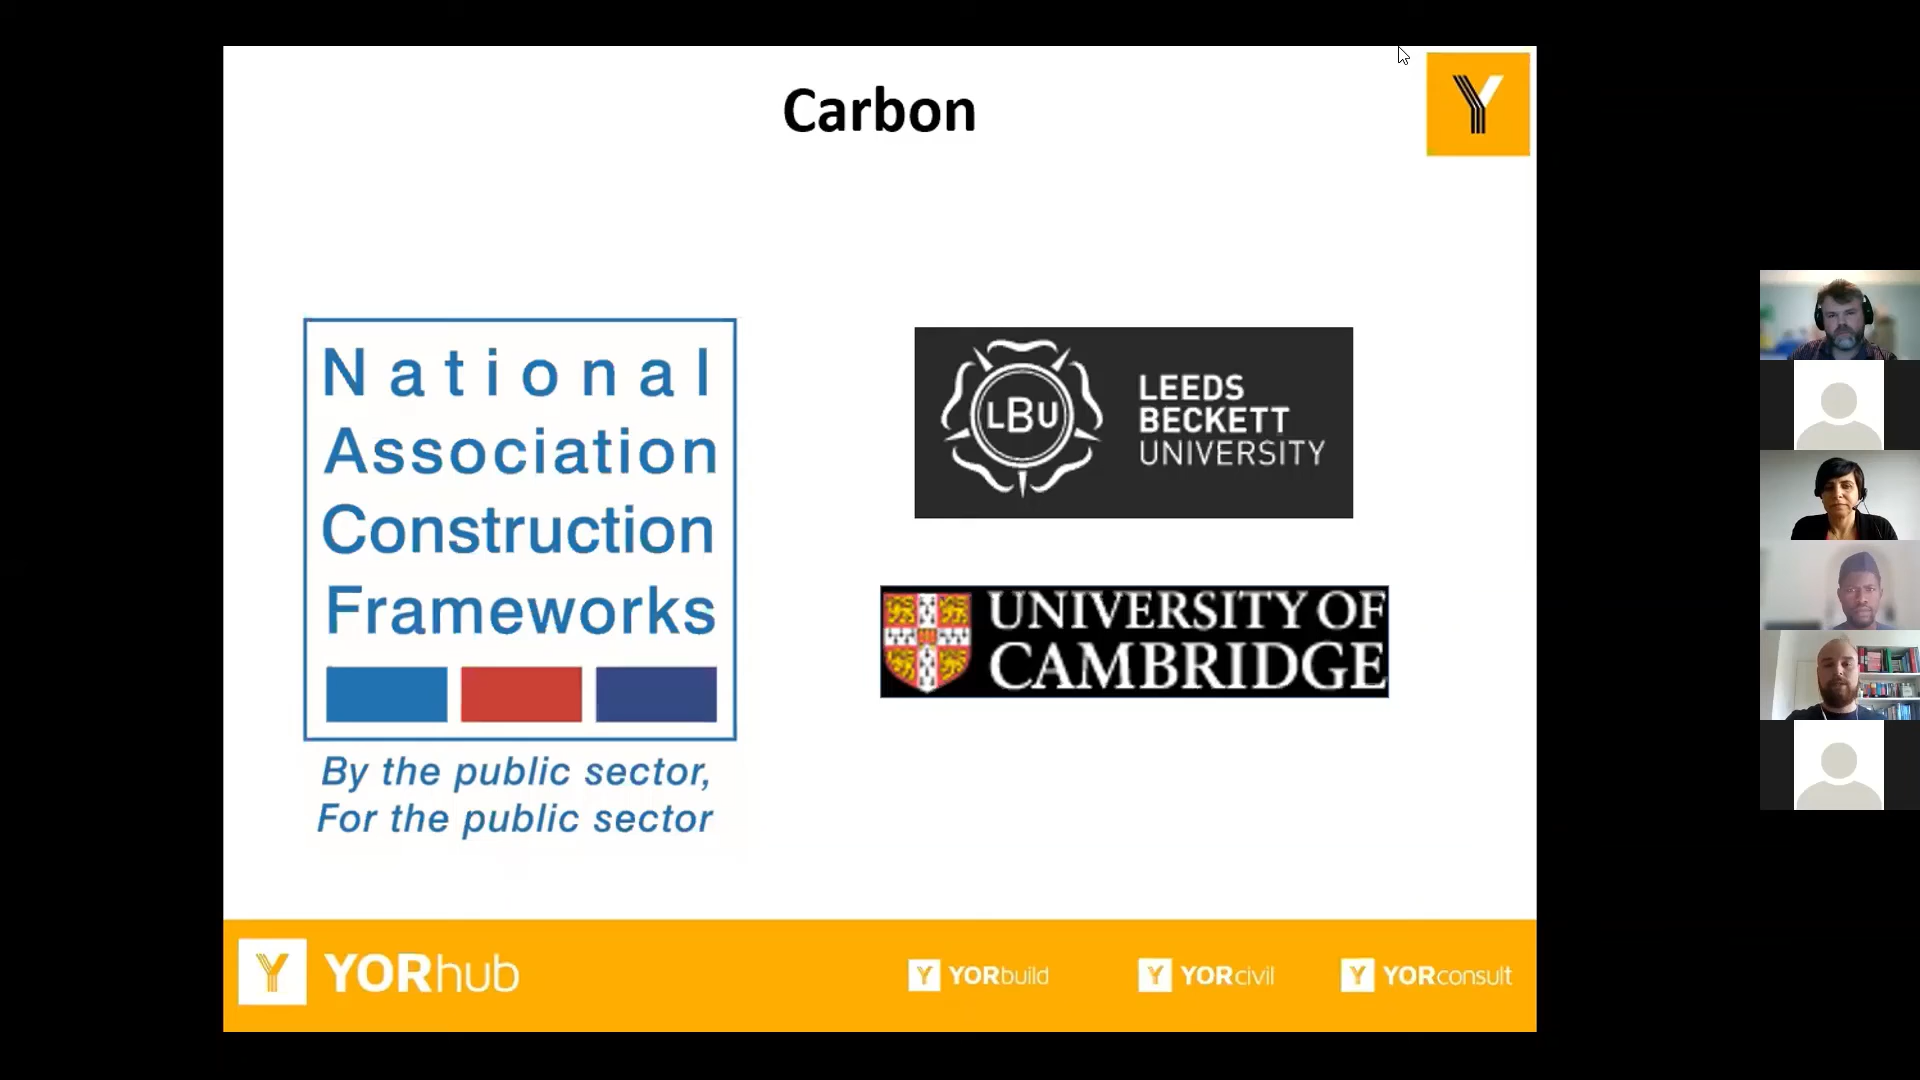 Carbon
Y
National
Association
Construction
Frameworks
By the public sector,
For the public sector
LBU
LEEDS
BECKETT
UNIVERSITY
UNIVERSITY OF
CAMBRIDGE
Y YORhub
Y YORbuild
Y YORcivil
Y YORconsult